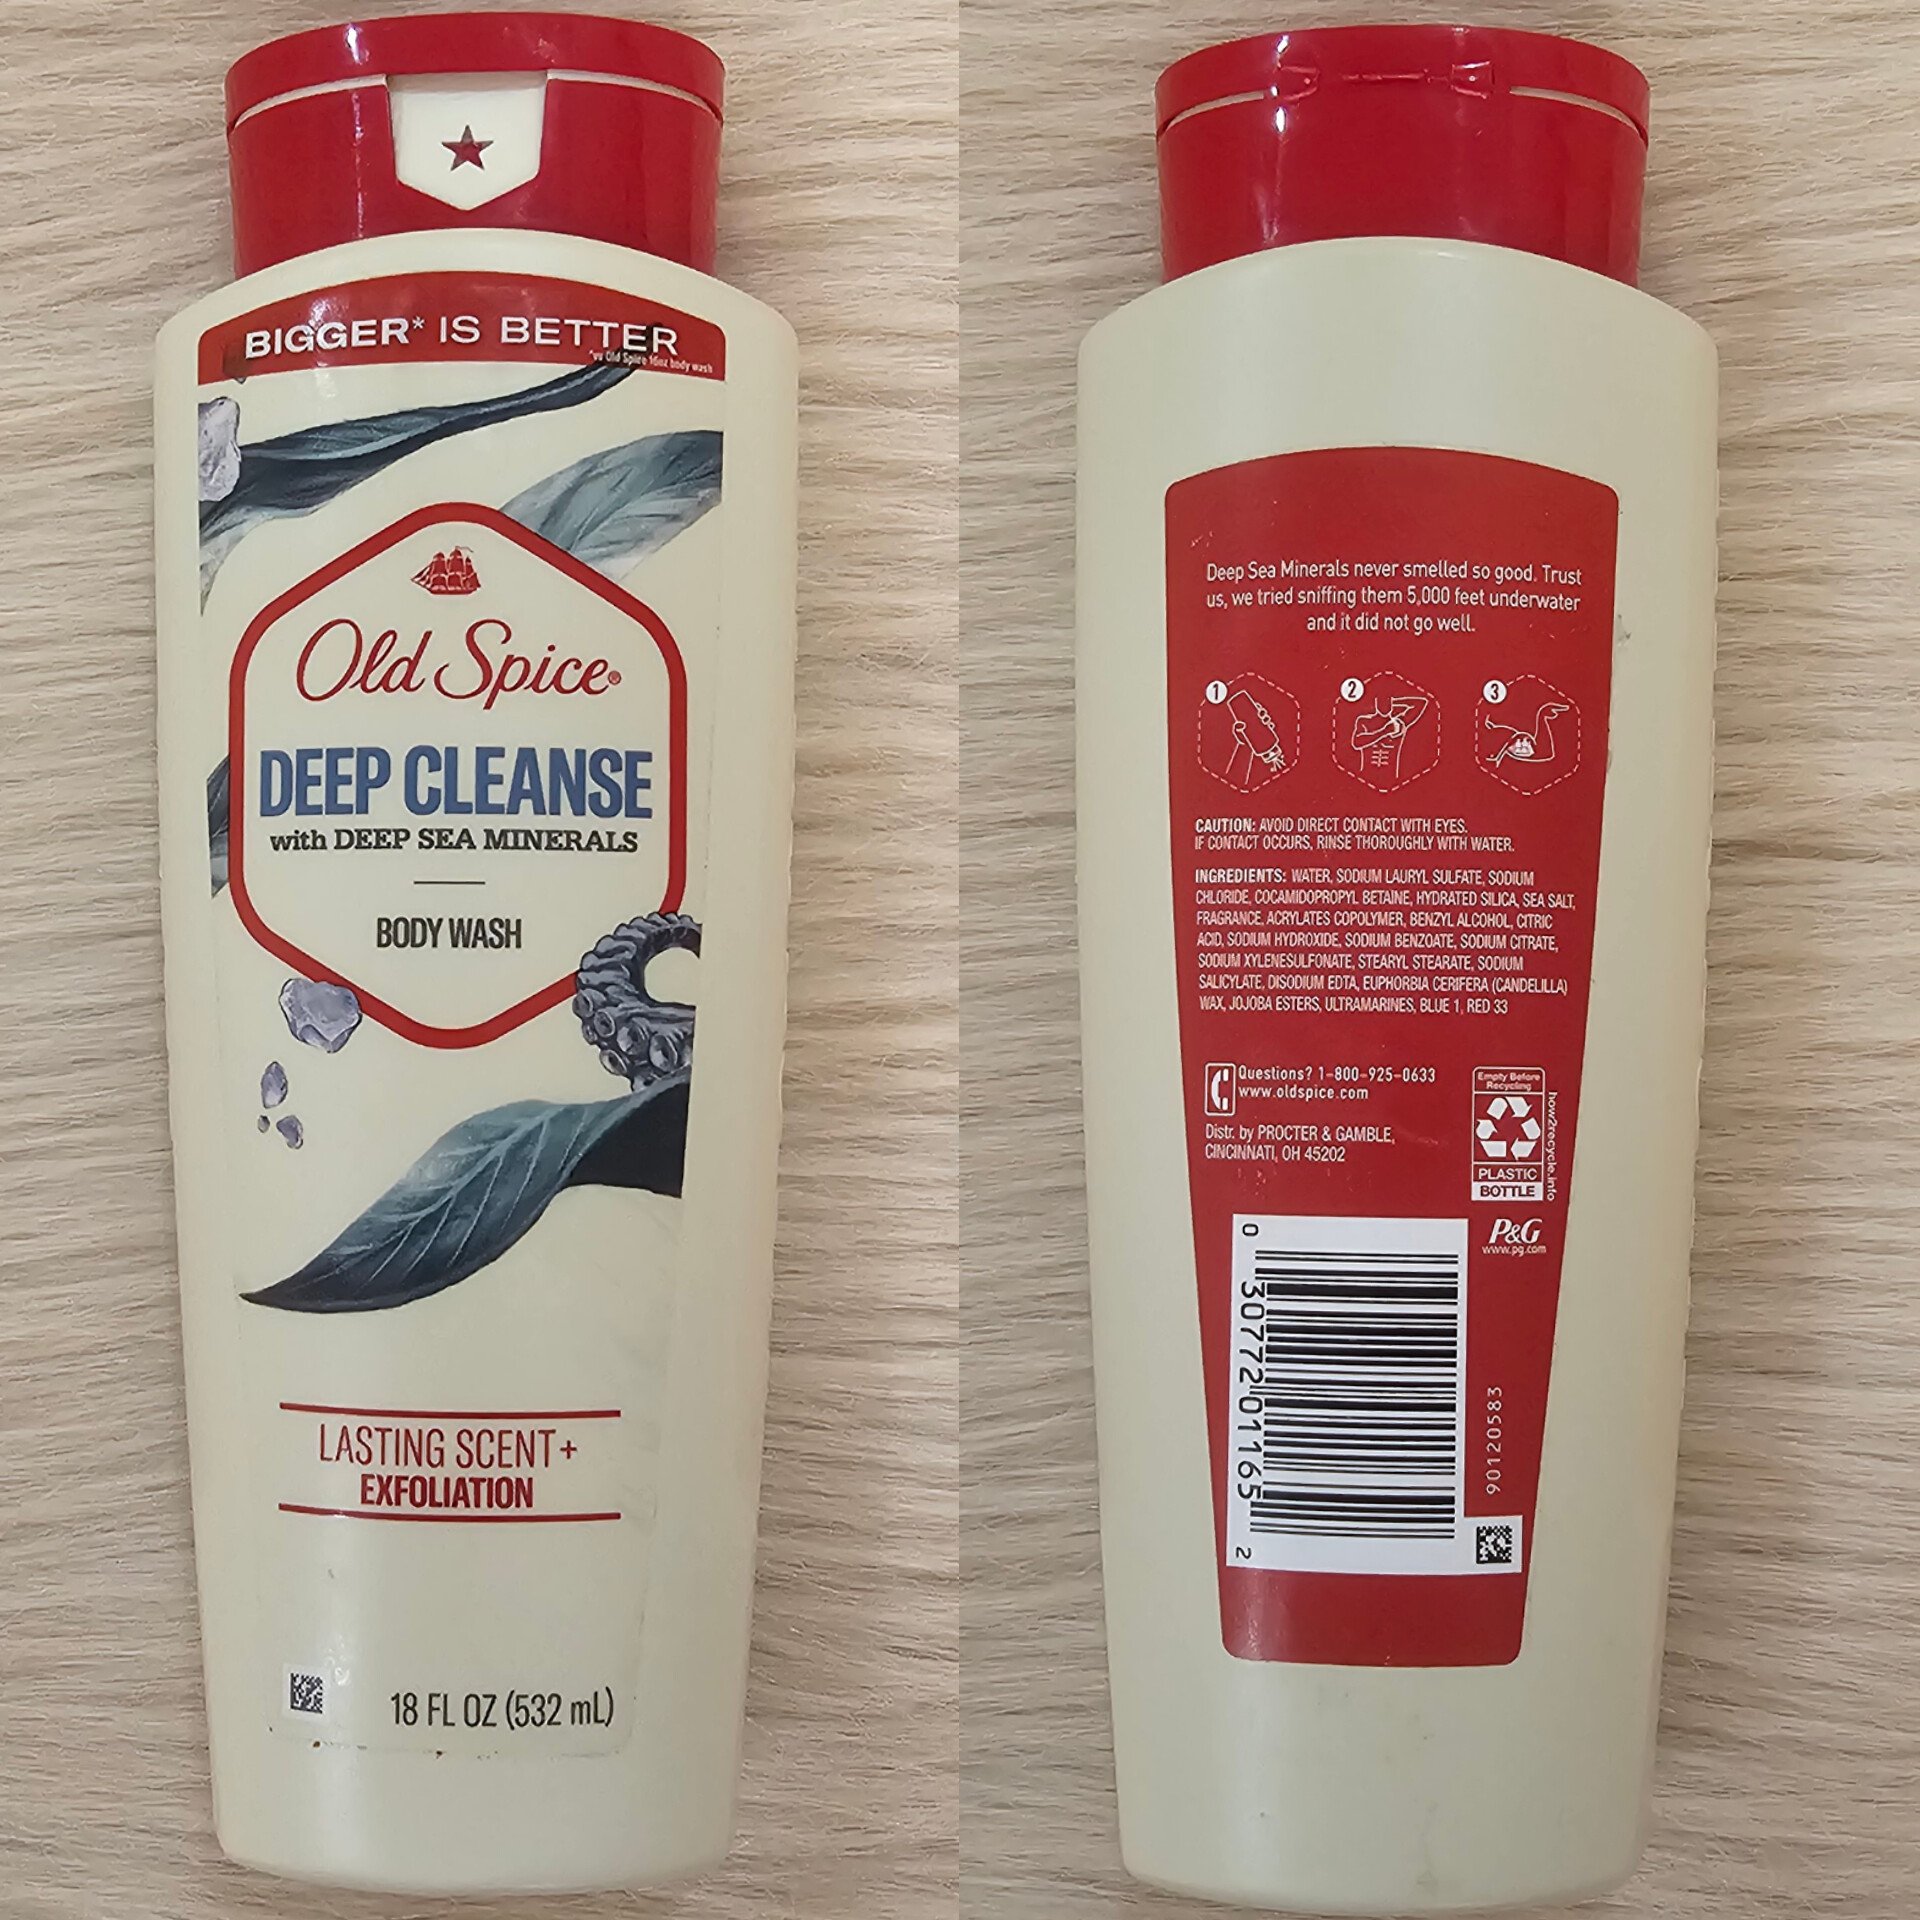 BIGGER* IS BETTER
*vs Old Spice 16oz body wash
Old Spice®
DEEP CLEANSE
with DEEP SEA MINERALS
BODY WASH
LASTING SCENT+
EXFOLIATION
18 FL OZ (532 mL)
Deep Sea Minerals never smelled so good. Trust
us, we tried sniffing them 5,000 feet underwater
and it did not go well.
1
2
3
CAUTION: AVOID DIRECT CONTACT WITH EYES.
IF CONTACT OCCURS, RINSE THOROUGHLY WITH WATER.
INGREDIENTS: WATER, SODIUM LAURYL SULFATE, SODIUM
CHLORIDE, COCAMIDOPROPYL BETAINE, HYDRATED SILICA, SEA SALT,
FRAGRANCE, ACRYLATES COPOLYMER, BENZYL ALCOHOL, CITRIC
ACID, SODIUM HYDROXIDE, SODIUM BENZOATE, SODIUM CITRATE,
SODIUM XYLENESULFONATE, STEARYL STEARATE, SODIUM
SALICYLATE, DISODIUM EDTA, EUPHORBIA CERIFERA (CANDELILLA)
WAX, JOJOBA ESTERS, ULTRAMARINES, BLUE 1, RED 33
Questions? 1-800-925-0633
www.oldspice.com
Distr. by PROCTER & GAMBLE,
CINCINNATI, OH 45202
Empty Before
Recycling
PLASTIC
BOTTLE
how2recycle.info
P&G
www.pg.com
0 30772 01165 2
90120583